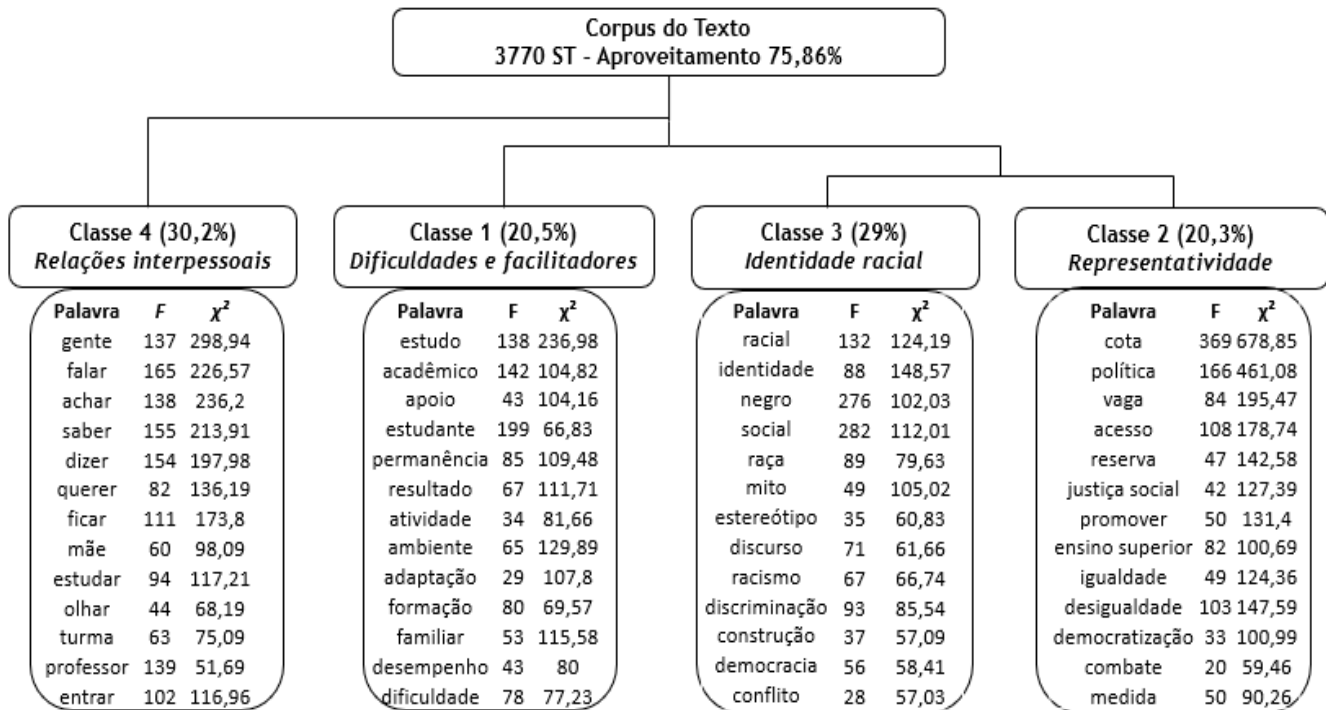 Corpus do Texto
3770 ST - Aproveitamento 75,86%
Classe 4 (30,2%)
Relações interpessoais
Palavra F χ²
gente 137 298,94
falar 165 226,57
achar 138 236,2
saber 155 213,91
dizer 154 197,98
querer 82 136,19
ficar 111 173,8
mãe 60 98,09
estudar 94 117,21
olhar 44 68,19
turma 63 75,09
professor 139 51,69
entrar 102 116,96
Classe 1 (20,5%)
Dificuldades e facilitadores
Palavra F χ²
estudo 138 236,98
acadêmico 142 104,82
apoio 43 104,16
estudante 199 66,83
permanência 85 109,48
resultado 67 111,71
atividade 34 81,66
ambiente 65 129,89
adaptação 29 107,8
formação 80 69,57
familiar 53 115,58
desempenho 43 80
dificuldade 78 77,23
Classe 3 (29%)
Identidade racial
Palavra F χ²
racial 132 124,19
identidade 88 148,57
negro 276 102,03
social 282 112,01
raça 89 79,63
mito 49 105,02
estereótipo 35 60,83
discurso 71 61,66
racismo 67 66,74
discriminação 93 85,54
construção 37 57,09
democracia 56 58,41
conflito 28 57,03
Classe 2 (20,3%)
Representatividade
Palavra F χ²
cota 369 678,85
política 166 461,08
vaga 84 195,47
acesso 108 178,74
reserva 47 142,58
justiça social 42 127,39
promover 50 131,4
ensino superior 82 100,69
igualdade 49 124,36
desigualdade 103 147,59
democratização 33 100,99
combate 20 59,46
medida 50 90,26